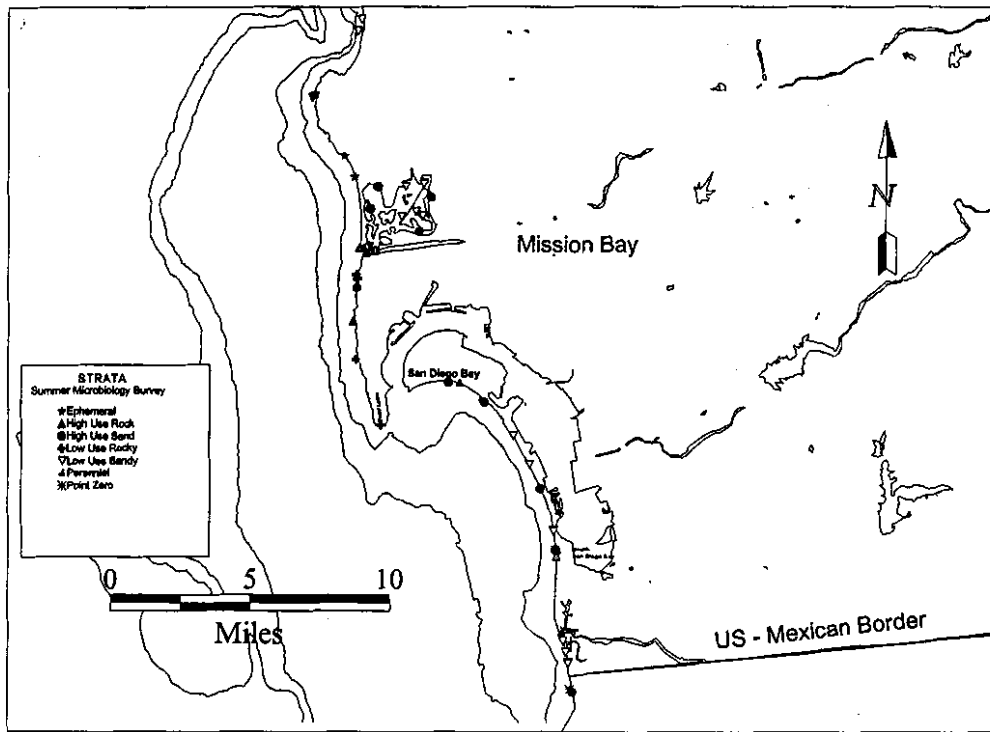 N
Mission Bay
San Diego Bay
STRATA
Summer Microbiology Survey
Ephemeral
High Use Rock
High Use Sand
Low Use Rocky
Low Use Sandy
Perennial
Point Zero
0 5 10
Miles
US - Mexican Border